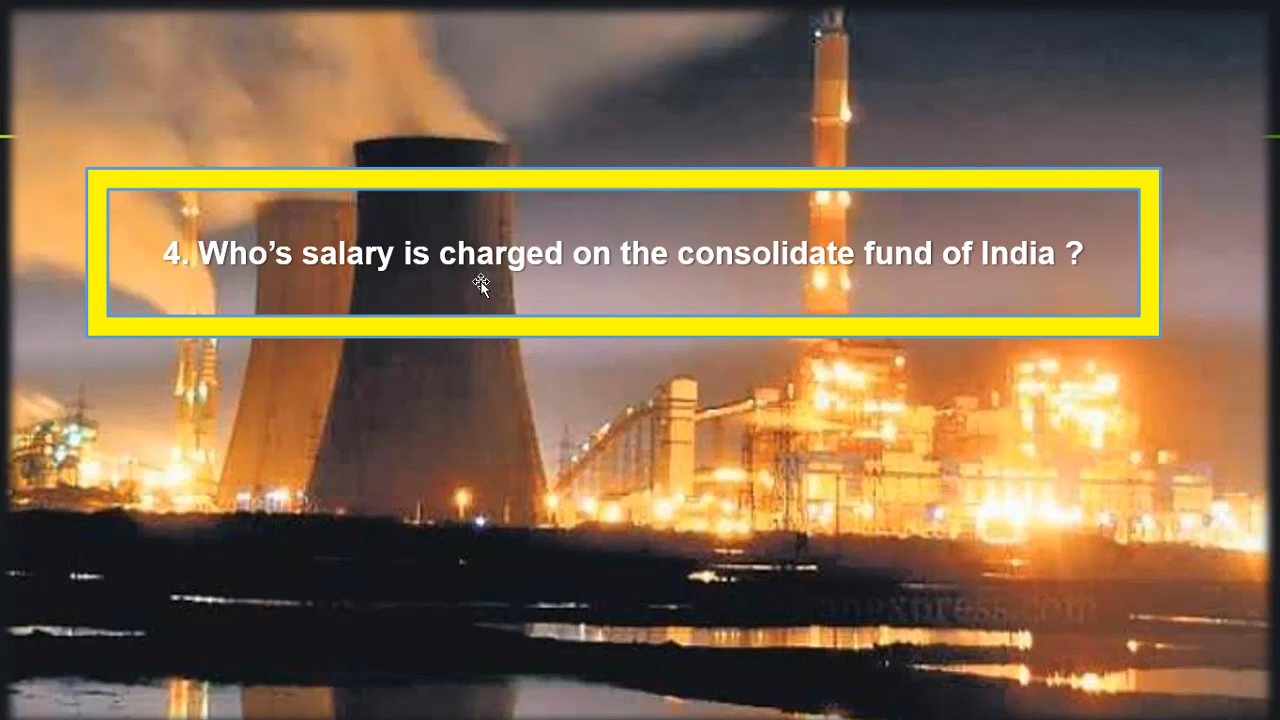 4. Who’s salary is charged on the consolidate fund of India ?